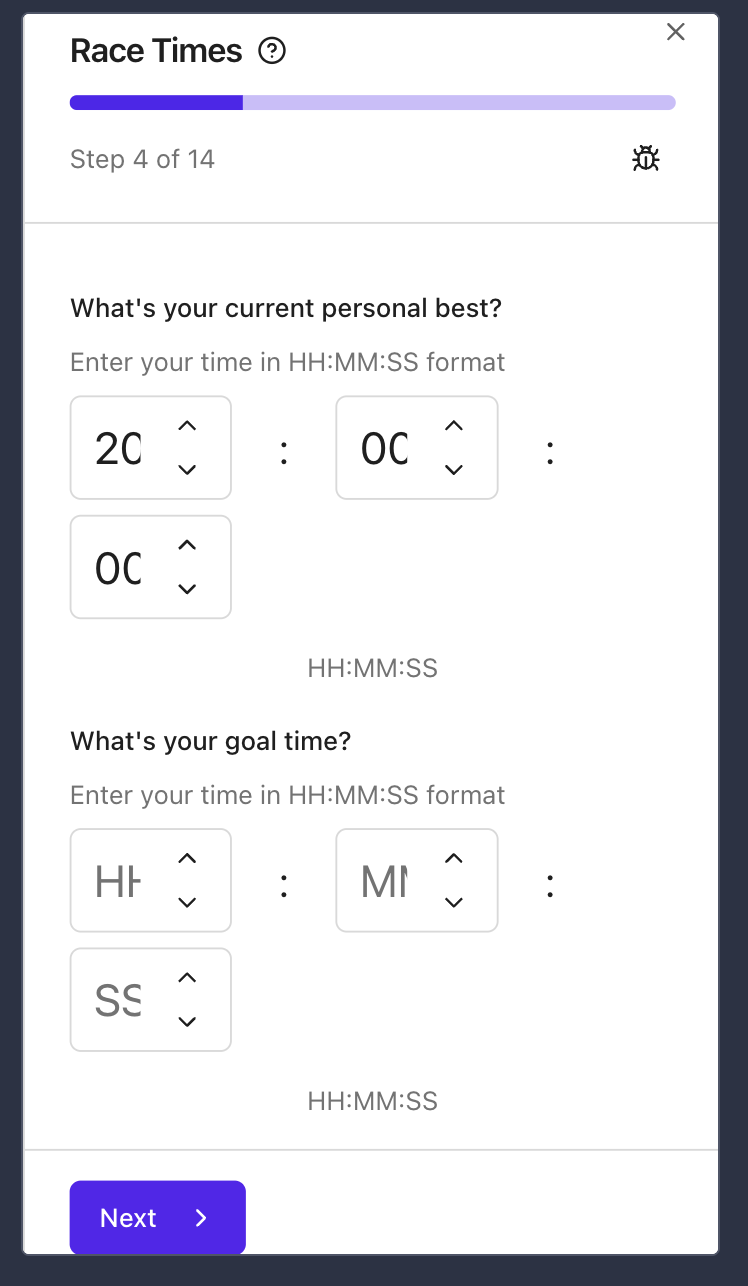 Race Times
Step 4 of 14
What's your current personal best?
Enter your time in HH:MM:SS format
20 : 00 :
00
HH:MM:SS
What's your goal time?
Enter your time in HH:MM:SS format
HH : MM :
SS
HH:MM:SS
Next